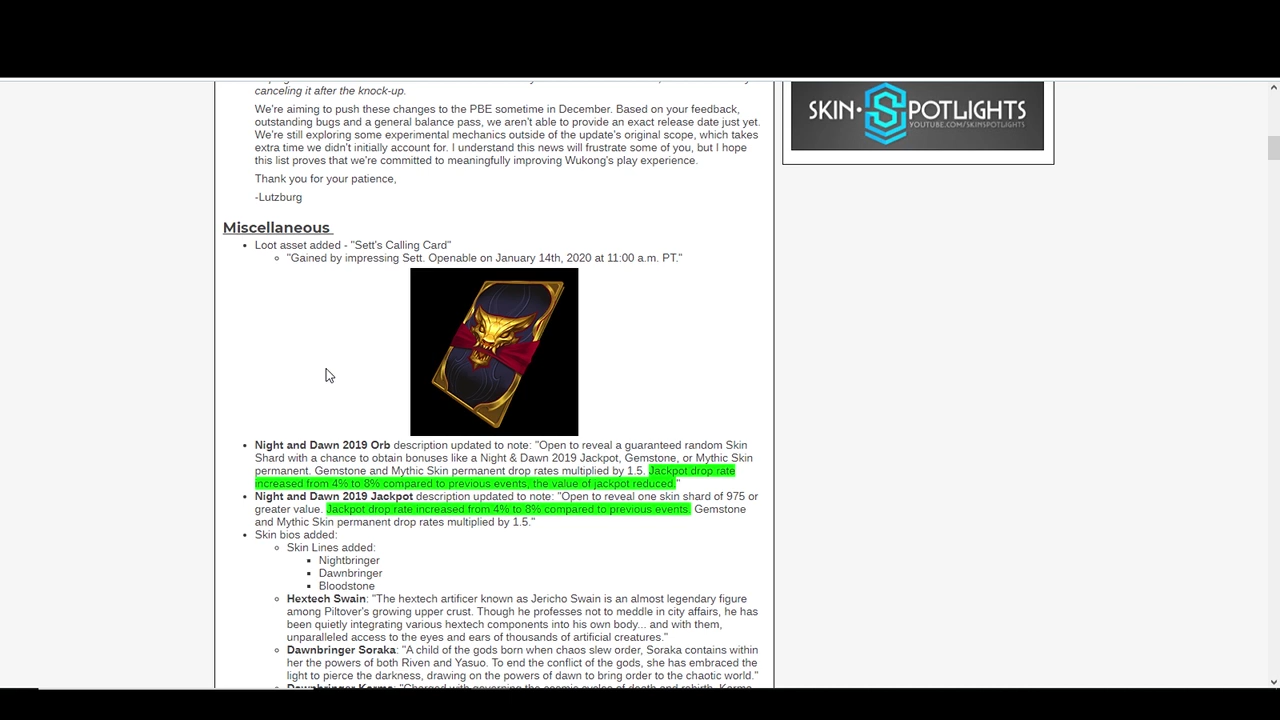 canceling it after the knock-up.
We're aiming to push these changes to the PBE sometime in December. Based on your feedback,
outstanding bugs and a general balance pass, we aren't able to provide an exact release date just yet.
We're still exploring some experimental mechanics outside of the update's original scope, which takes
extra time we didn't initially account for. I understand this news will frustrate some of you, but I hope
this list proves that we're committed to meaningfully improving Wukong's play experience.
Thank you for your patience,
-Lutzburg
SKIN·SPOTLIGHTS
YOUTUBE.COM/SKINSPOTLIGHTS
Miscellaneous
• Loot asset added - "Sett's Calling Card"
◦ "Gained by impressing Sett. Openable on January 14th, 2020 at 11:00 a.m. PT."
• Night and Dawn 2019 Orb description updated to note: "Open to reveal a guaranteed random Skin
Shard with a chance to obtain bonuses like a Night & Dawn 2019 Jackpot, Gemstone, or Mythic Skin
permanent. Gemstone and Mythic Skin permanent drop rates multiplied by 1.5. Jackpot drop rate
increased from 4% to 8% compared to previous events, the value of jackpot reduced."
• Night and Dawn 2019 Jackpot description updated to note: "Open to reveal one skin shard of 975 or
greater value. Jackpot drop rate increased from 4% to 8% compared to previous events. Gemstone
and Mythic Skin permanent drop rates multiplied by 1.5."
• Skin bios added:
◦ Skin Lines added:
▪ Nightbringer
▪ Dawnbringer
▪ Bloodstone
◦ Hextech Swain: "The hextech artificer known as Jericho Swain is an almost legendary figure
among Piltover's growing upper crust. Though he professes not to meddle in city affairs, he has
been quietly integrating various hextech components into his own body... and with them,
unparalleled access to the eyes and ears of thousands of artificial creatures."
◦ Dawnbringer Soraka: "A child of the gods born when chaos slew order, Soraka contains within
her the powers of both Riven and Yasuo. To end the conflict of the gods, she has embraced the
light to pierce the darkness, drawing on the powers of dawn to bring order to the chaotic world."
◦ Dawnbringer Karma: "Charged with governing the cosmic cycles of death and rebirth, Karma